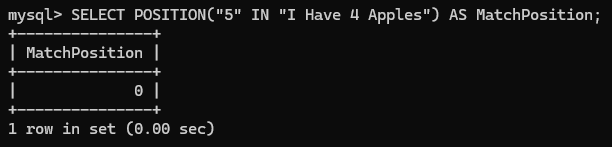 mysql> SELECT POSITION("5" IN "I Have 4 Apples") AS MatchPosition;
+---------------+
| MatchPosition |
+---------------+
|             0 |
+---------------+
1 row in set (0.00 sec)